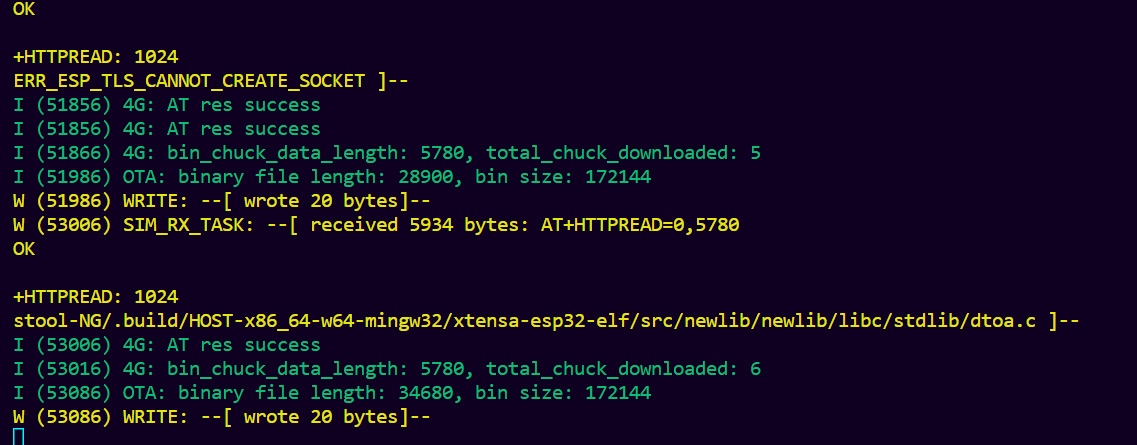 OK
+HTTPREAD: 1024
ERR_ESP_TLS_CANNOT_CREATE_SOCKET ]--
I (51856) 4G: AT res success
I (51856) 4G: AT res success
I (51866) 4G: bin_chuck_data_length: 5780, total_chuck_downloaded: 5
I (51986) OTA: binary file length: 28900, bin size: 172144
W (51986) WRITE: --[ wrote 20 bytes]--
W (53006) SIM_RX_TASK: --[ received 5934 bytes: AT+HTTPREAD=0,5780
OK
+HTTPREAD: 1024
stool-NG/.build/HOST-x86_64-w64-mingw32/xtensa-esp32-elf/src/newlib/newlib/libc/stdlib/dtoa.c ]--
I (53006) 4G: AT res success
I (53016) 4G: bin_chuck_data_length: 5780, total_chuck_downloaded: 6
I (53086) OTA: binary file length: 34680, bin size: 172144
W (53086) WRITE: --[ wrote 20 bytes]--